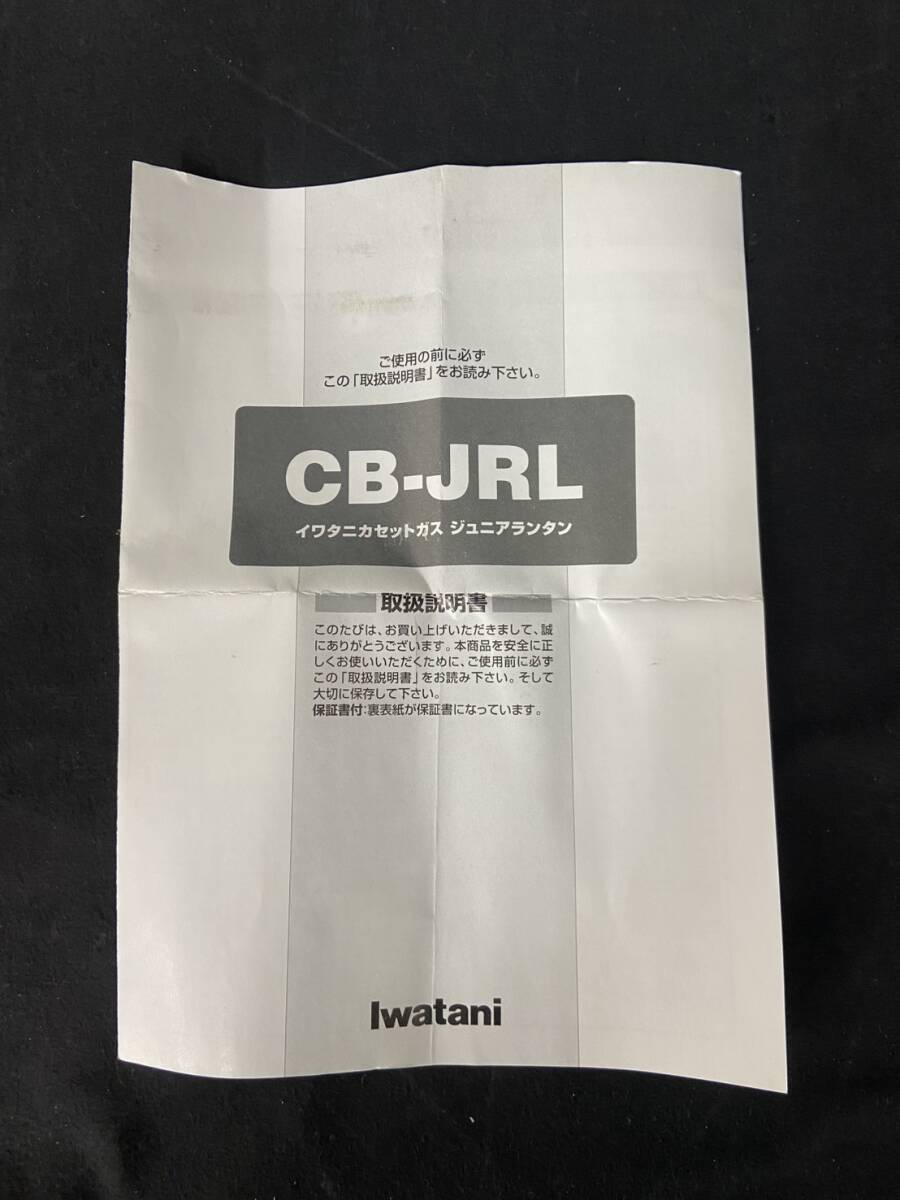 ご使用の前に必ず
この「取扱説明書」をお読み下さい。
CB-JRL
イワタニカセットガス ジュニアランタン
取扱説明書
このたびは、お買い上げいただきまして、誠
にありがとうございます。本商品を安全に正
しくお使いいただくために、ご使用前に必ず
この「取扱説明書」をお読み下さい。そして
大切に保存して下さい。
保証書付:裏表紙が保証書になっています。
Iwatani